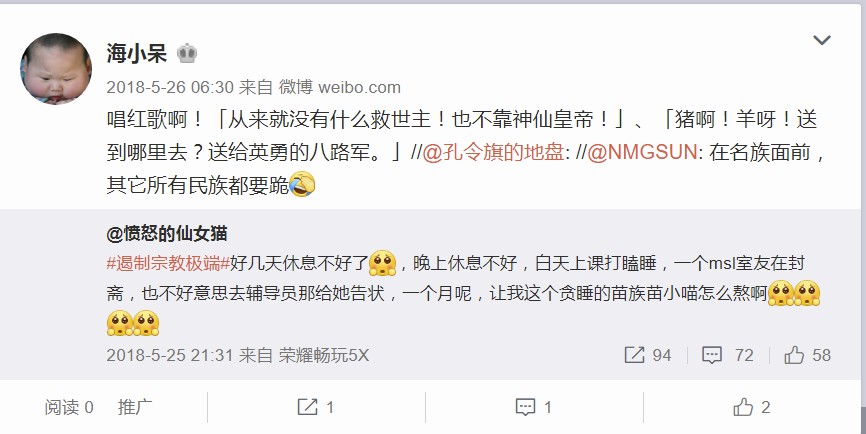 海小呆
2018-5-26 06:30 来自 微博 weibo.com
唱红歌啊！「从来就没有什么救世主！也不靠神仙皇帝！」、「猪啊！羊呀！送
到哪里去？送给英勇的八路军。」//@孔令旗的地盘: //@NMGSUN: 在名族面前，
其它所有民族都要跪
@愤怒的仙女猫
#遏制宗教极端#好几天休息不好了，晚上休息不好，白天上课打瞌睡，一个msl室友在封
斋，也不好意思去辅导员那给她告状，一个月呢，让我这个贪睡的苗族苗小喵怎么熬啊
2018-5-25 21:31 来自 荣耀畅玩5X 94 72 58
阅读 0 推广 1 1 2